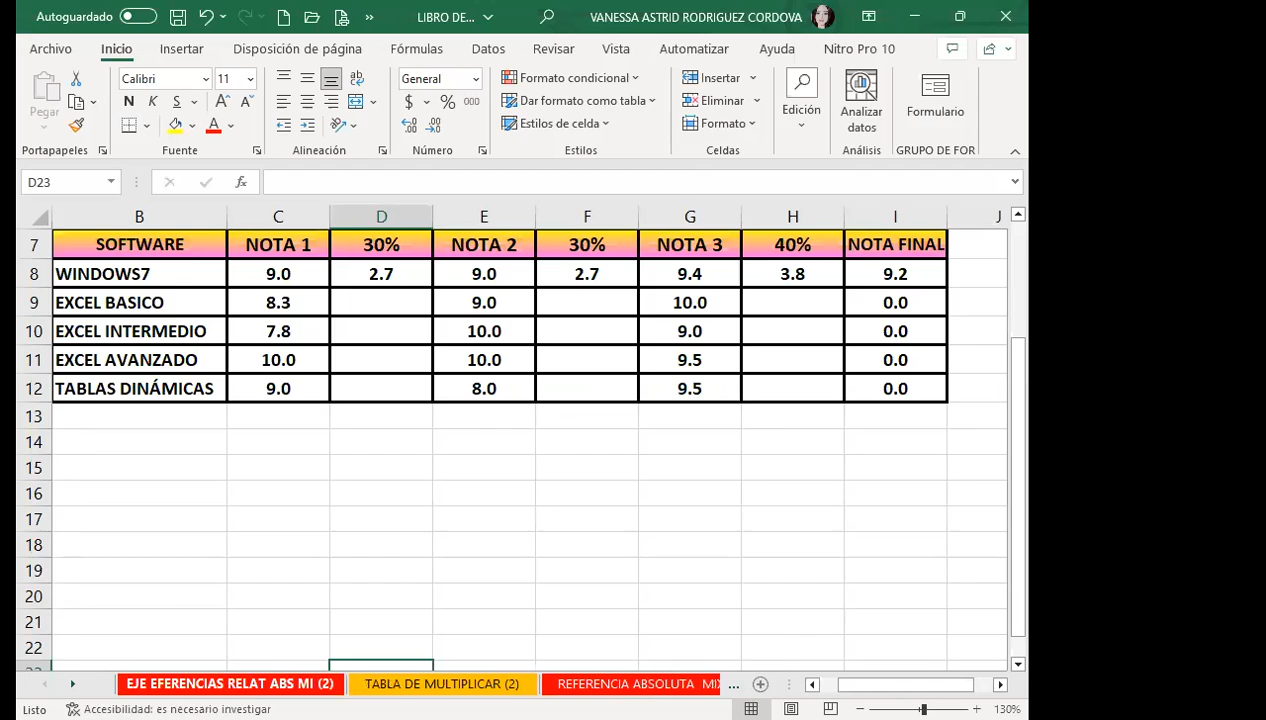 Autoguardado LIBRO DE... VANESSA ASTRID RODRIGUEZ CORDOVA
Archivo Inicio Insertar Disposición de página Fórmulas Datos Revisar Vista Automatizar Ayuda Nitro Pro 10
Pegar
Calibri 11
N K S A A A
ab
General
$ % 000
Formato condicional
Dar formato como tabla
Estilos de celda
Insertar
Eliminar
Formato
Edición
Analizar
datos
Formulario
Portapapeles Fuente Alineación Número Estilos Celdas Análisis GRUPO DE FOR
D23 fx
B C D E F G H I J
7 SOFTWARE NOTA 1 30% NOTA 2 30% NOTA 3 40% NOTA FINAL
8 WINDOWS7 9.0 2.7 9.0 2.7 9.4 3.8 9.2
9 EXCEL BASICO 8.3 9.0 10.0 0.0
10 EXCEL INTERMEDIO 7.8 10.0 9.0 0.0
11 EXCEL AVANZADO 10.0 10.0 9.5 0.0
12 TABLAS DINÁMICAS 9.0 8.0 9.5 0.0
13
14
15
16
17
18
19
20
21
22
EJE EFERENCIAS RELAT ABS MI (2) TABLA DE MULTIPLICAR (2) REFERENCIA ABSOLUTA ...
Listo Accesibilidad: es necesario investigar 130%